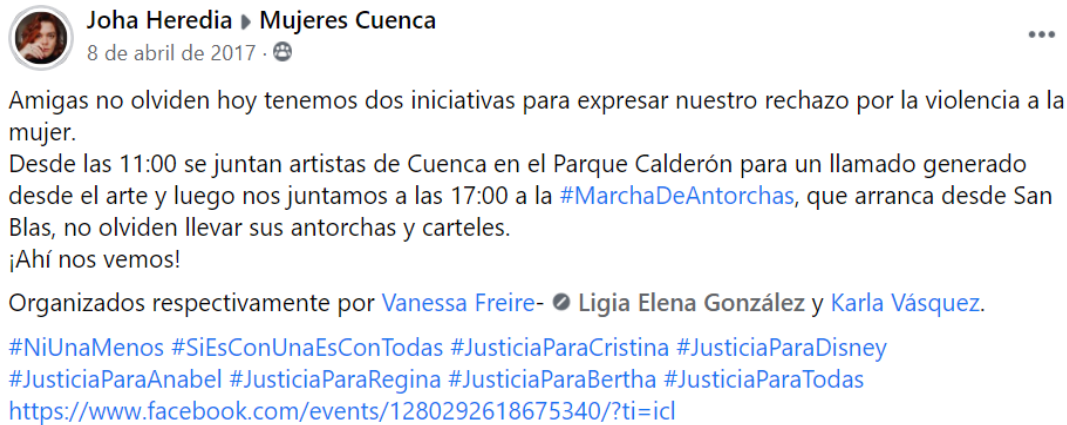 Joha Heredia Mujeres Cuenca
8 de abril de 2017 ·
Amigas no olviden hoy tenemos dos iniciativas para expresar nuestro rechazo por la violencia a la
mujer.
Desde las 11:00 se juntan artistas de Cuenca en el Parque Calderón para un llamado generado
desde el arte y luego nos juntamos a las 17:00 a la #MarchaDeAntorchas, que arranca desde San
Blas, no olviden llevar sus antorchas y carteles.
¡Ahí nos vemos!
Organizados respectivamente por Vanessa Freire- Ligia Elena González y Karla Vásquez.
#NiUnaMenos #SiEsConUnaEsConTodas #JusticiaParaCristina #JusticiaParaDisney
#JusticiaParaAnabel #JusticiaParaRegina #JusticiaParaBertha #JusticiaParaTodas
https://www.facebook.com/events/1280292618675340/?ti=icl